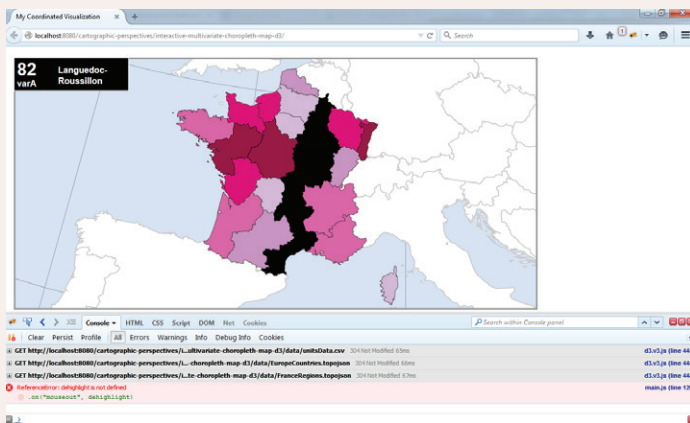 My Coordinated Visualization
localhost:8080/cartographic-perspectives/interactive-multivariate-choropleth-map-d3/
Search
1
82 Languedoc-
varA Roussillon
Console HTML CSS Script DOM Net Cookies
Search within Console panel
Clear Persist Profile All Errors Warnings Info Debug Info Cookies
GET http://localhost:8080/cartographic-perspectives/i...ultivariate-choropleth-map-d3/data/unitsData.csv 304 Not Modified 65ms d3.v3.js (line 44
GET http://localhost:8080/cartographic-perspectives/i...-choropleth-map-d3/data/EuropeCountries.topojson 304 Not Modified 66ms d3.v3.js (line 44
GET http://localhost:8080/cartographic-perspectives/i...te-choropleth-map-d3/data/FranceRegions.topojson 304 Not Modified 67ms d3.v3.js (line 44
ReferenceError: dehighlight is not defined main.js (line 12
.on("mouseout", dehighlight)